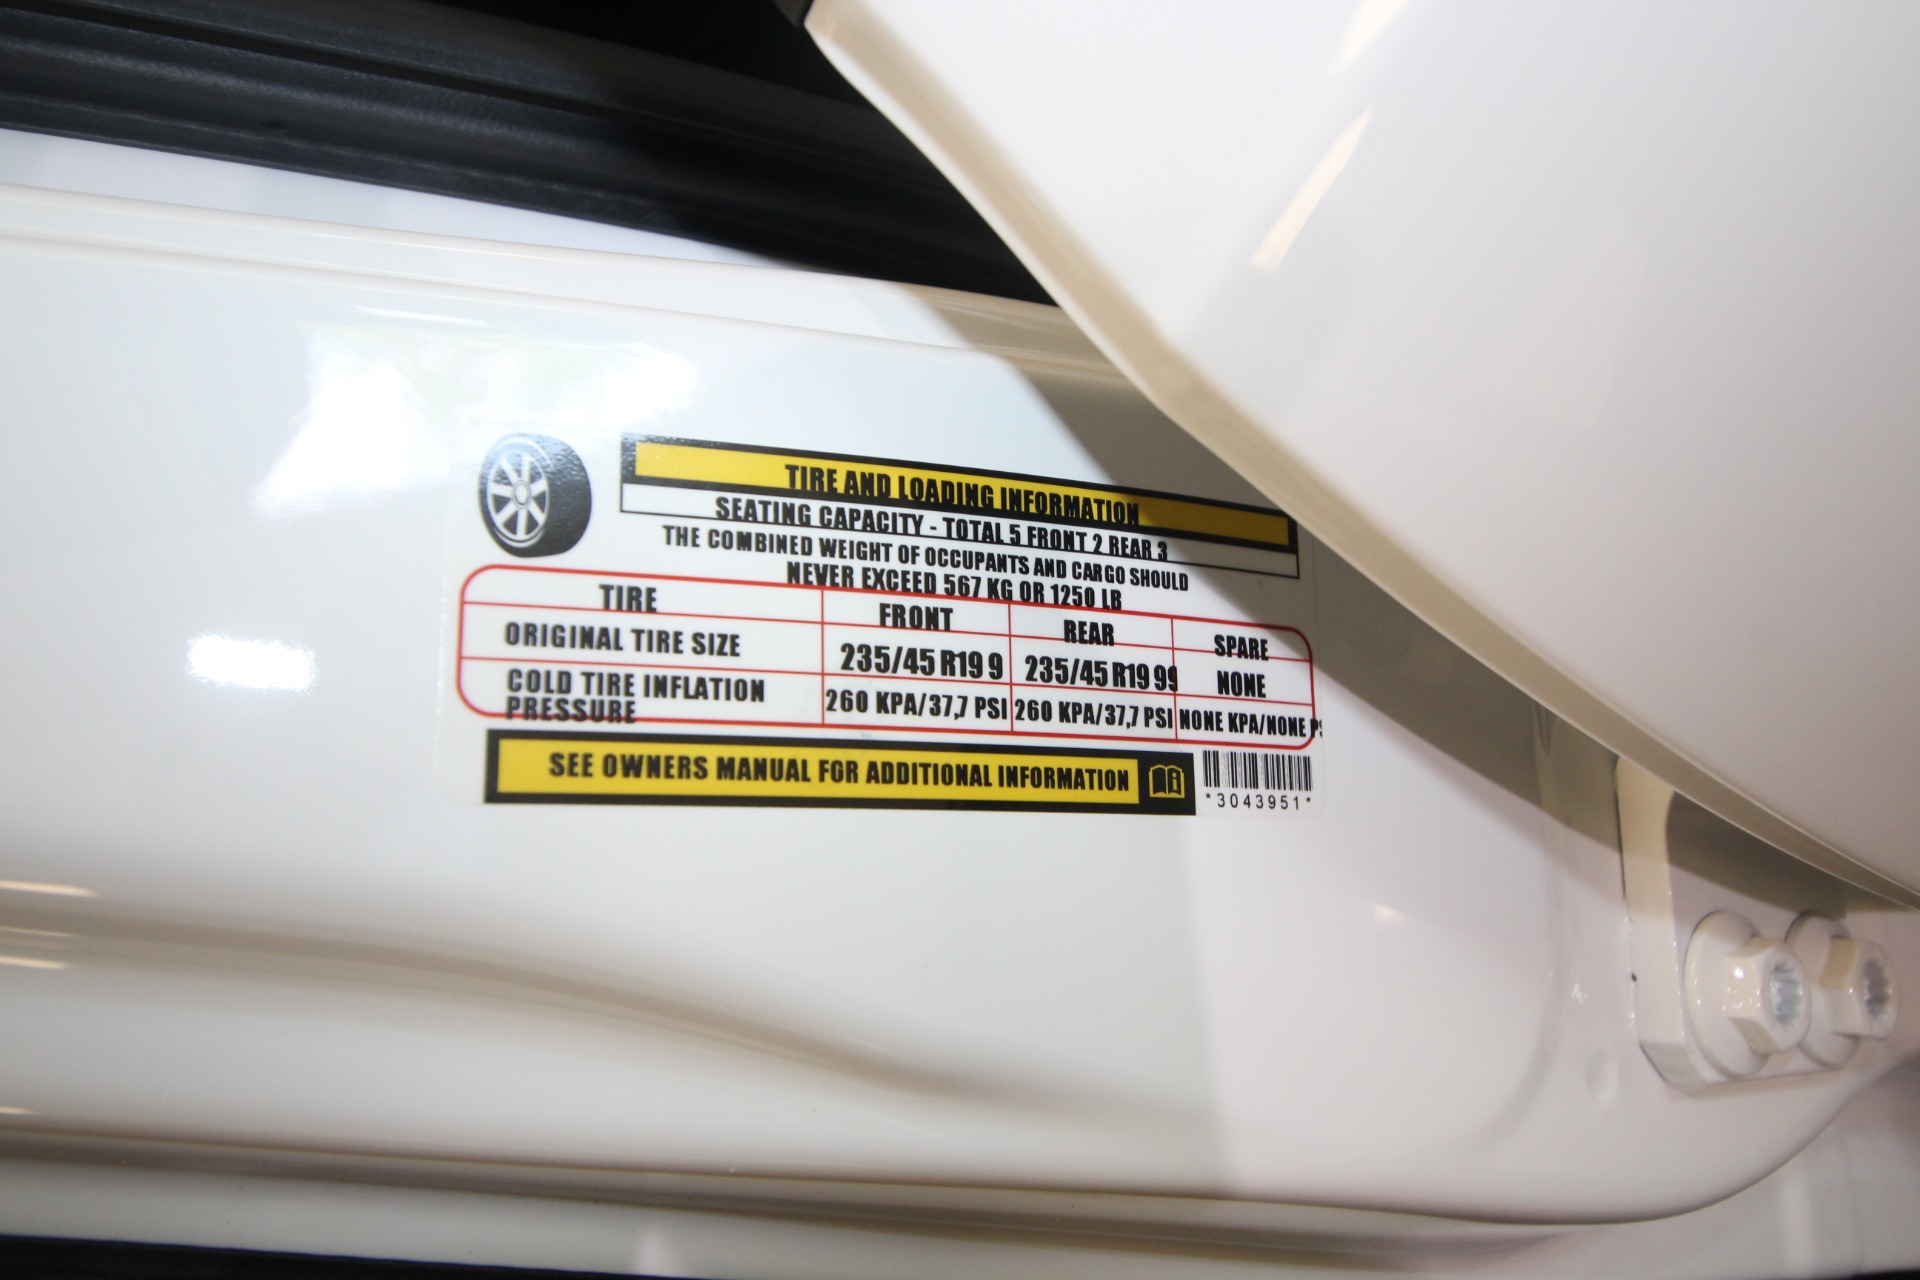 TIRE AND LOADING INFORMATION
SEATING CAPACITY - TOTAL 5 FRONT 2 REAR 3
THE COMBINED WEIGHT OF OCCUPANTS AND CARGO SHOULD
NEVER EXCEED 567 KG OR 1250 LB
TIRE FRONT REAR SPARE
ORIGINAL TIRE SIZE 235/45 R19 9 235/45 R19 99 NONE
COLD TIRE INFLATION
PRESSURE 260 KPA/37,7 PSI 260 KPA/37,7 PSI NONE KPA/NONE PS
SEE OWNERS MANUAL FOR ADDITIONAL INFORMATION
*3043951*